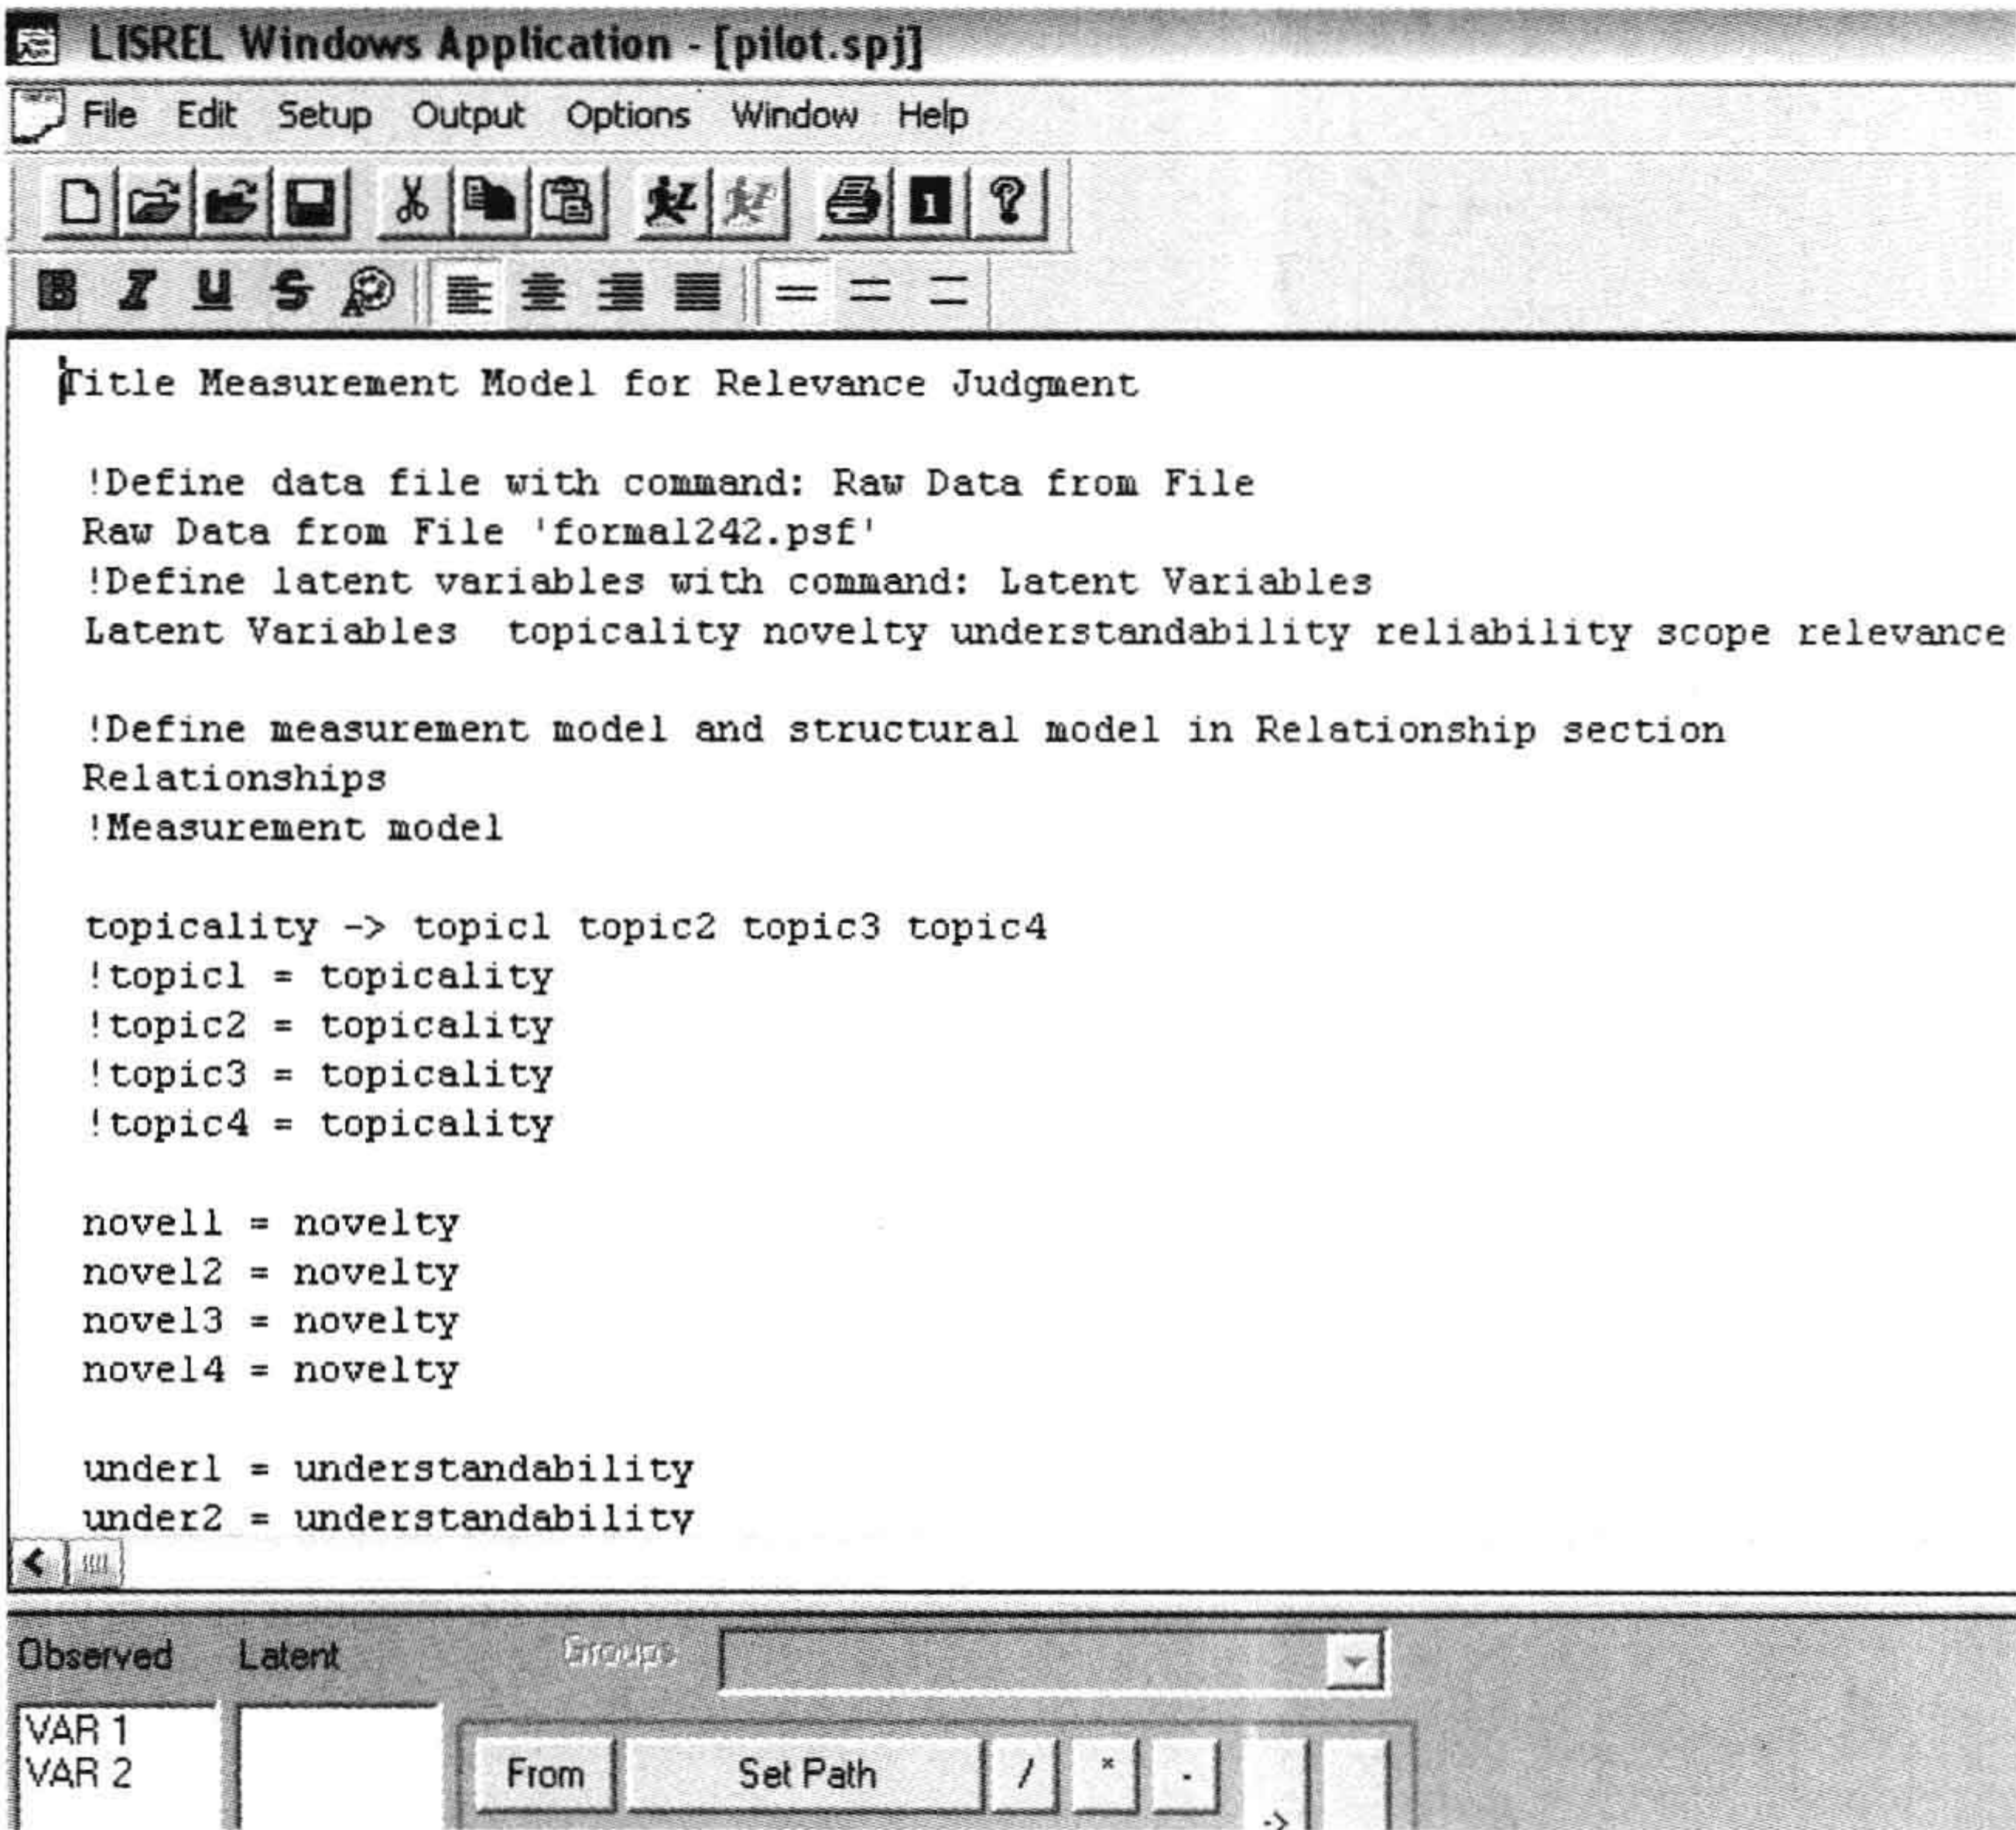 LISREL Windows Application - [pilot.spj]
File Edit Setup Output Options Window Help
B I U S A
Title Measurement Model for Relevance Judgment
!Define data file with command: Raw Data from File
Raw Data from File 'formal242.psf'
!Define latent variables with command: Latent Variables
Latent Variables topicality novelty understandability reliability scope relevance
!Define measurement model and structural model in Relationship section
Relationships
!Measurement model
topicality -> topic1 topic2 topic3 topic4
!topic1 = topicality
!topic2 = topicality
!topic3 = topicality
!topic4 = topicality
novel1 = novelty
novel2 = novelty
novel3 = novelty
novel4 = novelty
under1 = understandability
under2 = understandability
Observed Latent Groups
VAR 1
VAR 2
From Set Path / * - ->